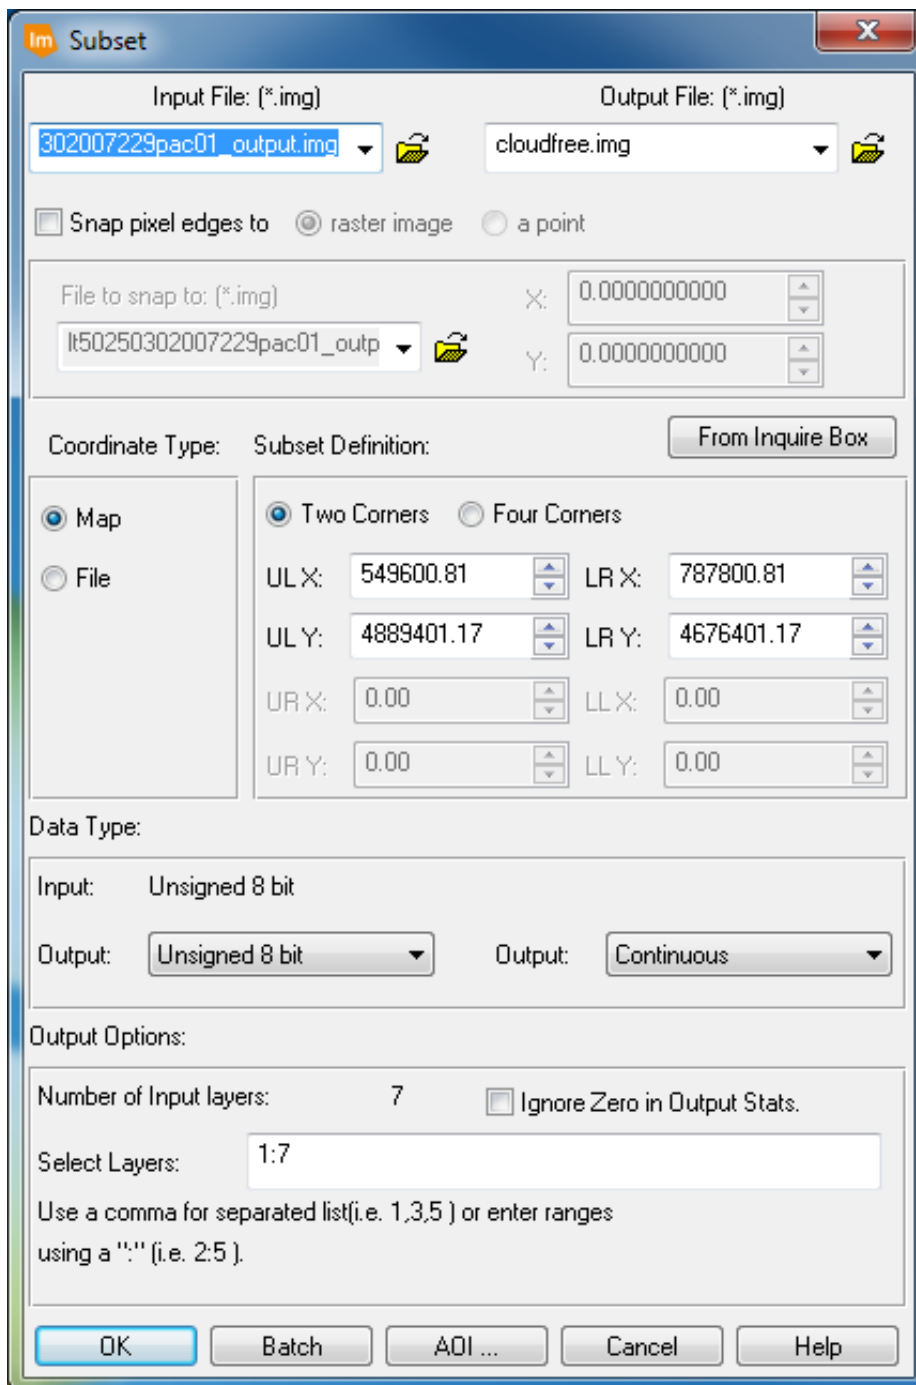 Im Subset
Input File: (*.img) Output File: (*.img)
302007229pac01_output.img cloudfree.img
Snap pixel edges to raster image a point
File to snap to: (*.img) X: 0.0000000000
lt50250302007229pac01_outp Y: 0.0000000000
Coordinate Type: Subset Definition: From Inquire Box
Map Two Corners Four Corners
File UL X: 549600.81 LR X: 787800.81
UL Y: 4889401.17 LR Y: 4676401.17
UR X: 0.00 LL X: 0.00
UR Y: 0.00 LL Y: 0.00
Data Type:
Input: Unsigned 8 bit
Output: Unsigned 8 bit Output: Continuous
Output Options:
Number of Input layers: 7 Ignore Zero in Output Stats.
Select Layers: 1:7
Use a comma for separated list(i.e. 1,3,5 ) or enter ranges
using a ":" (i.e. 2:5 ).
OK Batch AOI ... Cancel Help